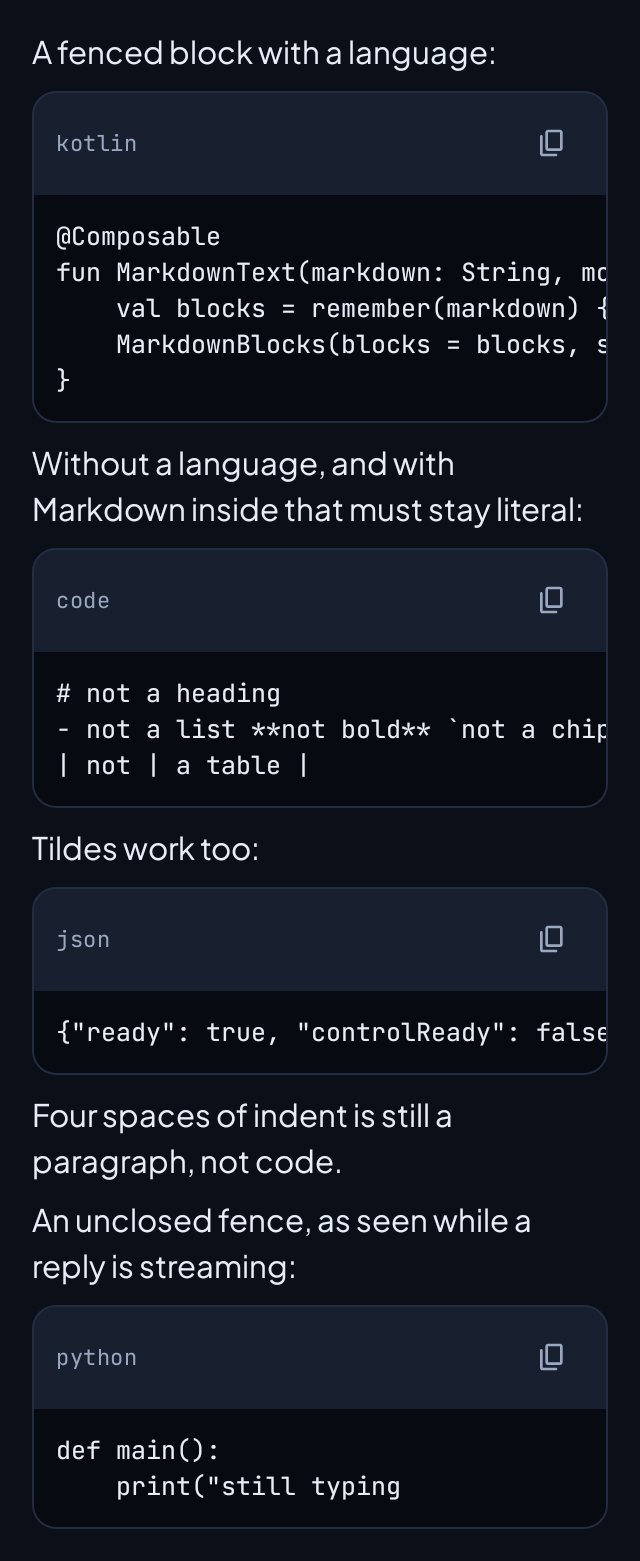 A fenced block with a language:
kotlin
@Composable
fun MarkdownText(markdown: String, mo
    val blocks = remember(markdown) {
    MarkdownBlocks(blocks = blocks, s
}
Without a language, and with
Markdown inside that must stay literal:
code
# not a heading
- not a list **not bold** `not a chip
| not | a table |
Tildes work too:
json
{"ready": true, "controlReady": false
Four spaces of indent is still a
paragraph, not code.
An unclosed fence, as seen while a
reply is streaming:
python
def main():
    print("still typing